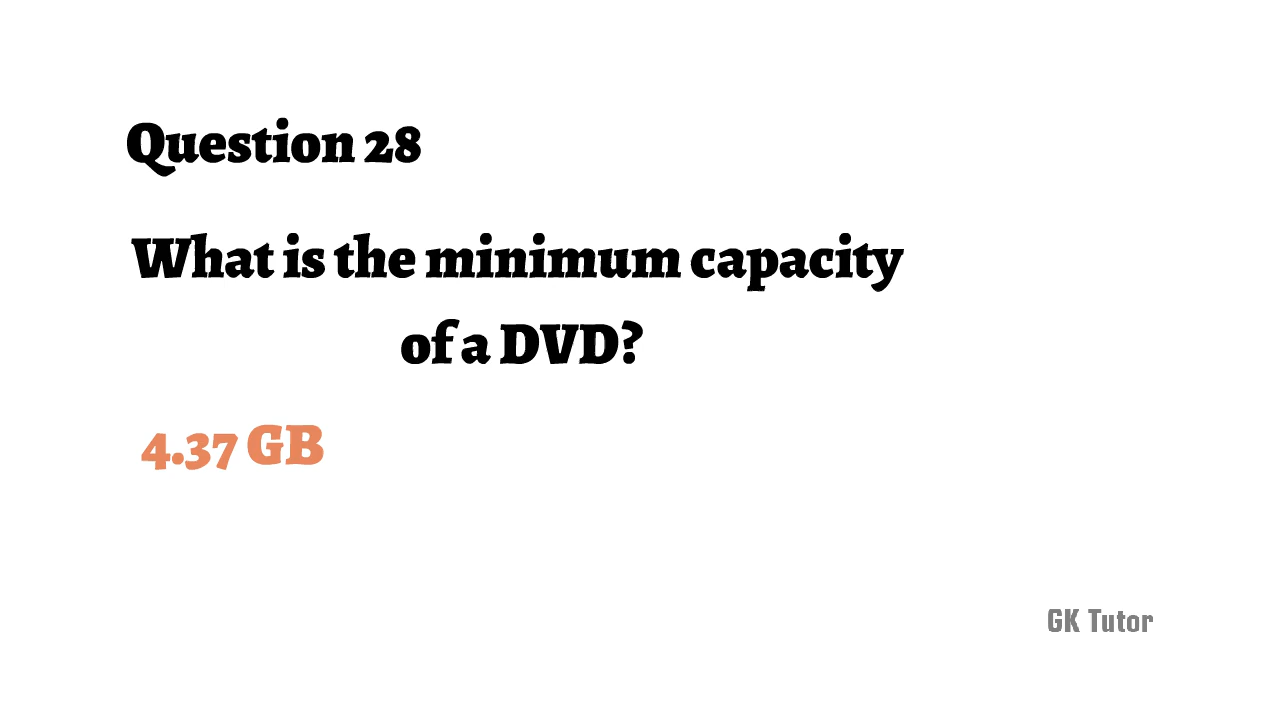 Question 28
What is the minimum capacity
of a DVD?
4.37 GB
GK Tutor